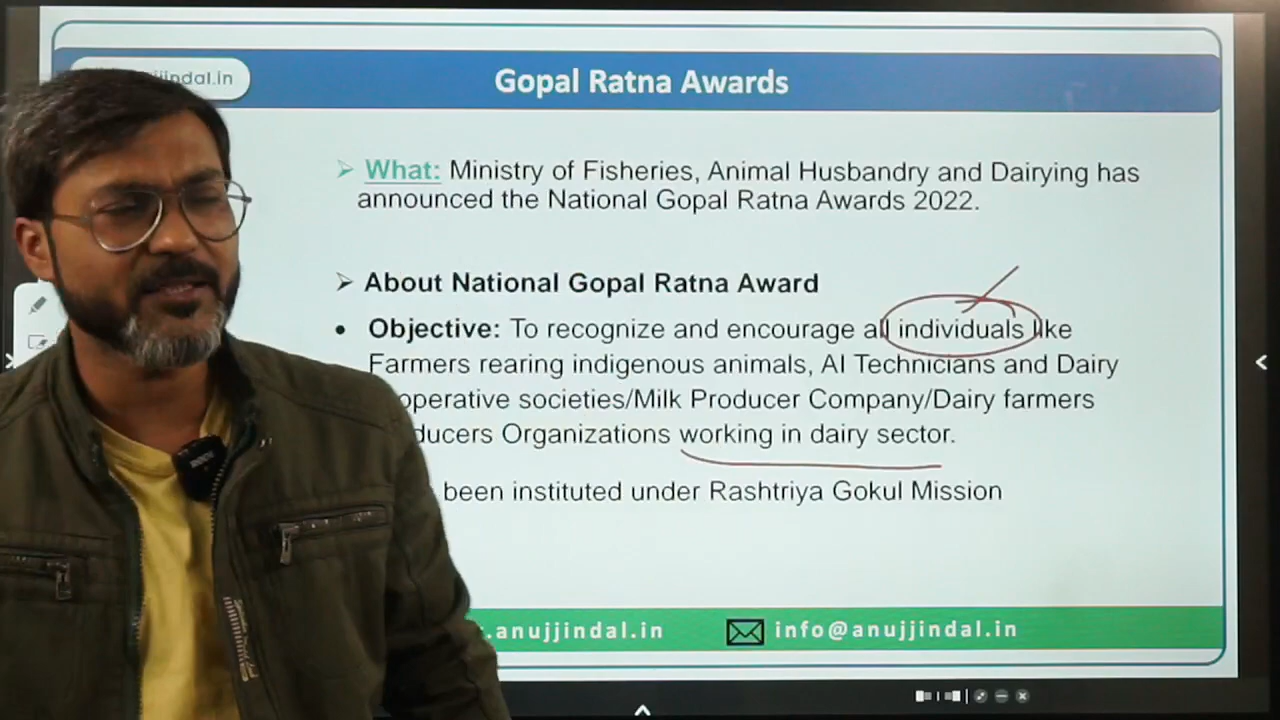 jindal.in
Gopal Ratna Awards
➢ What: Ministry of Fisheries, Animal Husbandry and Dairying has
announced the National Gopal Ratna Awards 2022.
➢ About National Gopal Ratna Award
• Objective: To recognize and encourage all individuals like
Farmers rearing indigenous animals, AI Technicians and Dairy
operative societies/Milk Producer Company/Dairy farmers
ducers Organizations working in dairy sector.
been instituted under Rashtriya Gokul Mission
.anujjindal.in info@anujjindal.in